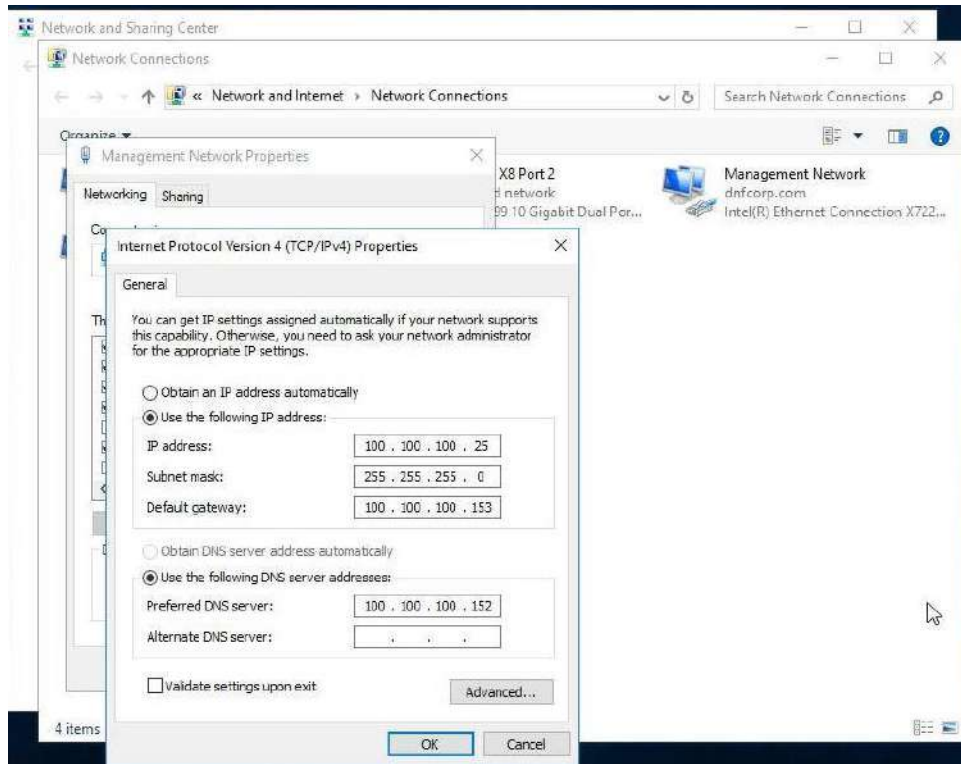 Network and Sharing Center
Network Connections
« Network and Internet › Network Connections
Search Network Connections
Organize
Management Network Properties
X8 Port 2
d network
99 10 Gigabit Dual Por...
Management Network
dnfcorp.com
Intel(R) Ethernet Connection X722...
Networking
Sharing
Internet Protocol Version 4 (TCP/IPv4) Properties
General
You can get IP settings assigned automatically if your network supports
this capability. Otherwise, you need to ask your network administrator
for the appropriate IP settings.
Obtain an IP address automatically
Use the following IP address:
IP address: 100 . 100 . 100 . 25
Subnet mask: 255 . 255 . 255 . 0
Default gateway: 100 . 100 . 100 . 153
Obtain DNS server address automatically
Use the following DNS server addresses:
Preferred DNS server: 100 . 100 . 100 . 152
Alternate DNS server: . . .
Validate settings upon exit
Advanced...
4 items
OK
Cancel